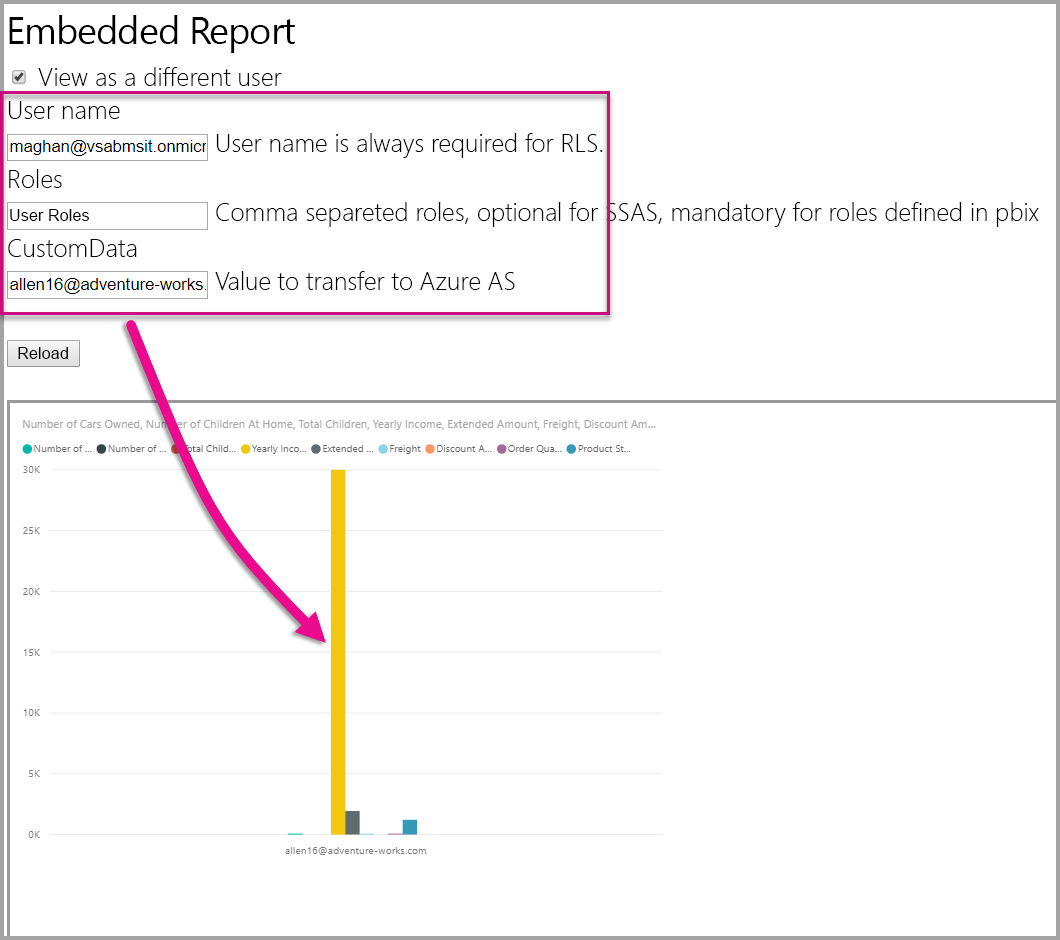 Embedded Report
View as a different user
User name
maghan@vsabmsit.onmicr User name is always required for RLS.
Roles
User Roles Comma separeted roles, optional for SSAS, mandatory for roles defined in pbix
CustomData
allen16@adventure-works. Value to transfer to Azure AS
Reload
Number of Cars Owned, Number of Children At Home, Total Children, Yearly Income, Extended Amount, Freight, Discount Am...
Number of ... Number of ... Total Child... Yearly Inco... Extended ... Freight Discount A... Order Qua... Product St...
30K
25K
20K
15K
10K
5K
0K
allen16@adventure-works.com